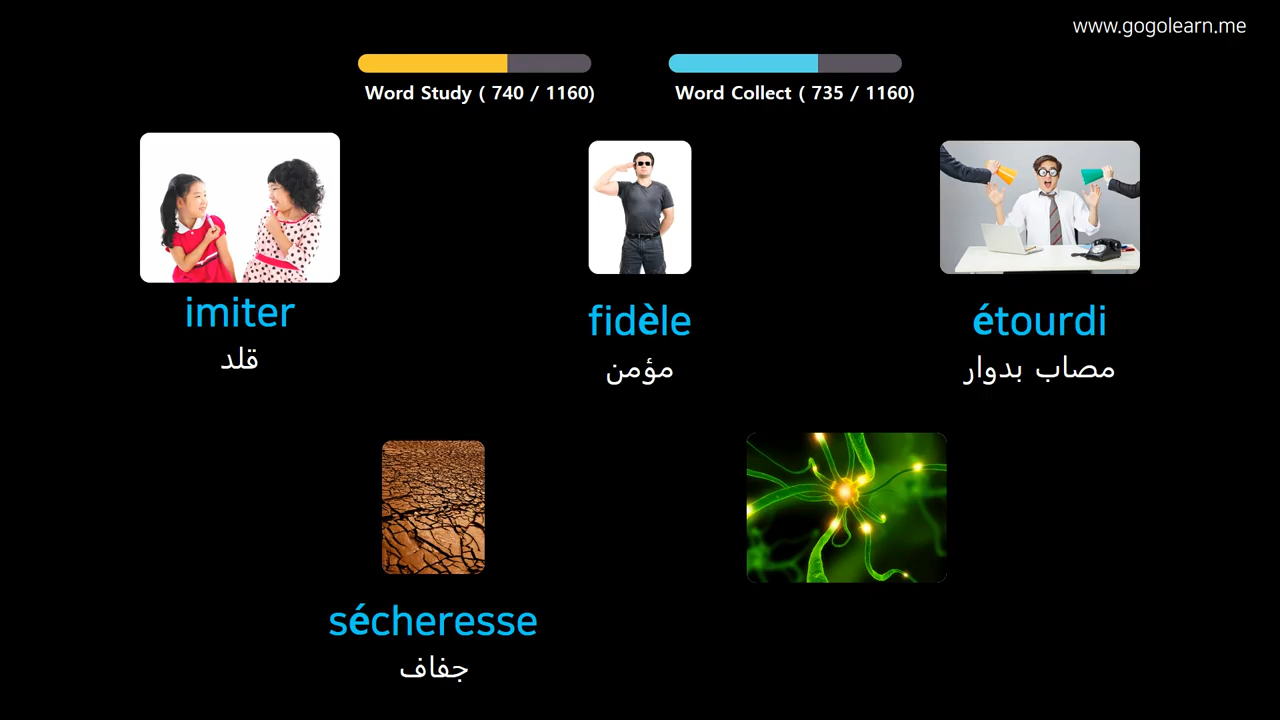 www.gogolearn.me
Word Study ( 740 / 1160)
Word Collect ( 735 / 1160)
imiter
قلد
fidèle
مؤمن
étourdi
مصاب بدوار
sécheresse
جفاف